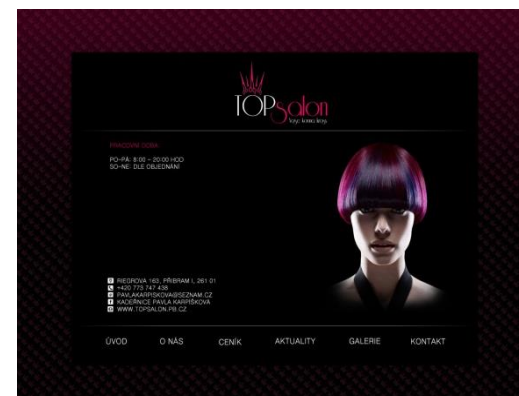 TOPsalon
PRACOVNÍ DOBA
PO-PÁ: 8:00 - 20:00 HOD
SO-NE: DLE OBJEDNÁNÍ
RIEGROVA 163, PŘÍBRAM I, 261 01
+420 773 747 438
PAVLAKARPISKOVA@SEZNAM.CZ
KADEŘNICE PAVLA KARPÍŠKOVÁ
WWW.TOPSALON.PB.CZ
ÚVOD O NÁS CENÍK AKTUALITY GALERIE KONTAKT